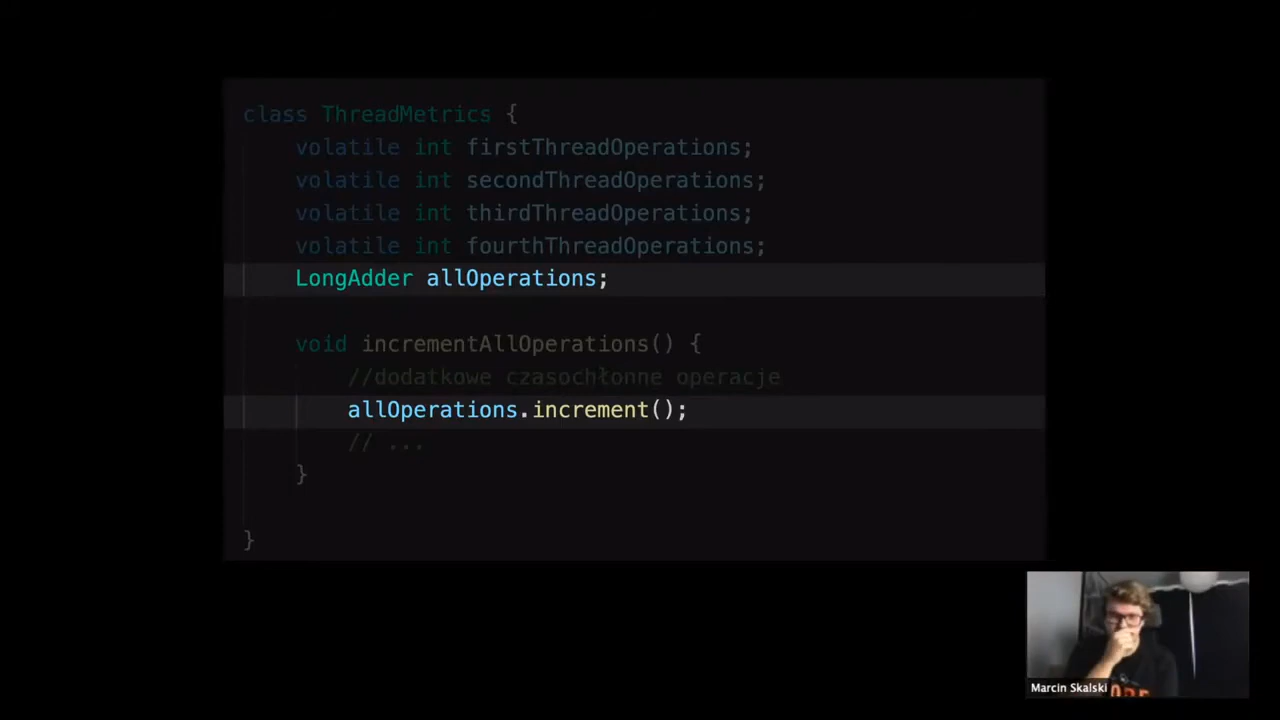 class ThreadMetrics {
volatile int firstThreadOperations;
volatile int secondThreadOperations;
volatile int thirdThreadOperations;
volatile int fourthThreadOperations;
LongAdder allOperations;
void incrementAllOperations() {
//dodatkowe czasochłonne operacje
allOperations.increment();
// ...
}
}
Marcin Skalski